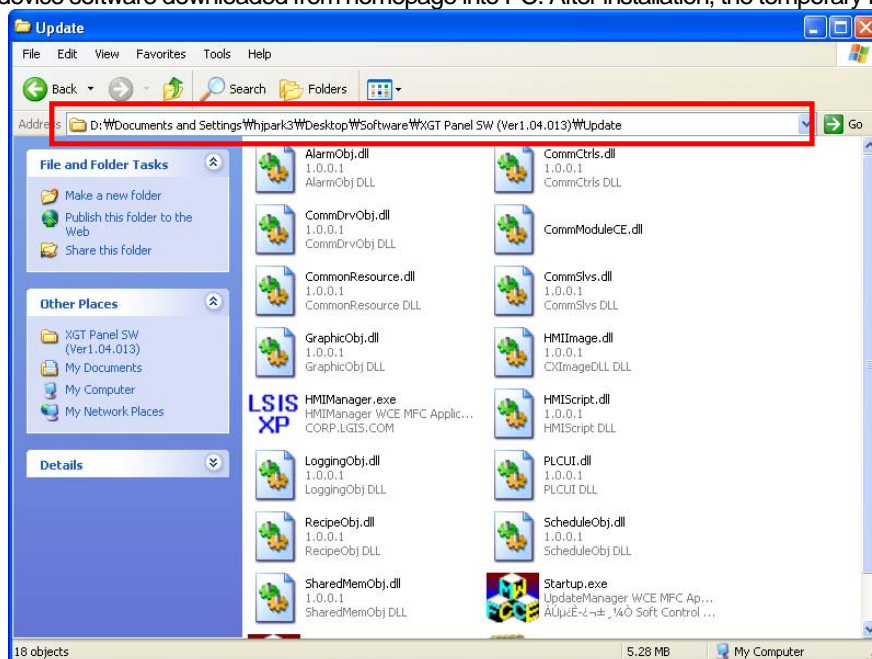 device software downloaded from homepage into PC. After installation, the temporary
Update
File Edit View Favorites Tools Help
Back Search Folders
Address D:₩Documents and Settings₩hjpark3₩Desktop₩Software₩XGT Panel SW (Ver1.04.013)₩Update Go
File and Folder Tasks
Make a new folder
Publish this folder to the
Web
Share this folder
Other Places
XGT Panel SW
(Ver1.04.013)
My Documents
My Computer
My Network Places
Details
AlarmObj.dll
1.0.0.1
AlarmObj DLL
CommCtrls.dll
1.0.0.1
CommCtrls DLL
CommDrvObj.dll
1.0.0.1
CommDrvObj DLL
CommModuleCE.dll
CommonResource.dll
1.0.0.1
CommonResource DLL
CommSlvs.dll
1.0.0.1
CommSlvs DLL
GraphicObj.dll
1.0.0.1
GraphicObj DLL
HMIImage.dll
1.0.0.1
CXImageDLL DLL
LSIS
XP
HMIManager.exe
HMIManager WCE MFC Applic...
CORP.LGIS.COM
HMIScript.dll
1.0.0.1
HMIScript DLL
LoggingObj.dll
1.0.0.1
LoggingObj DLL
PLCUI.dll
1.0.0.1
PLCUI DLL
RecipeObj.dll
1.0.0.1
RecipeObj DLL
ScheduleObj.dll
1.0.0.1
ScheduleObj DLL
SharedMemObj.dll
1.0.0.1
SharedMemObj DLL
Startup.exe
UpdateManager WCE MFC Ap...
Soft Control ...
18 objects 5.28 MB My Computer